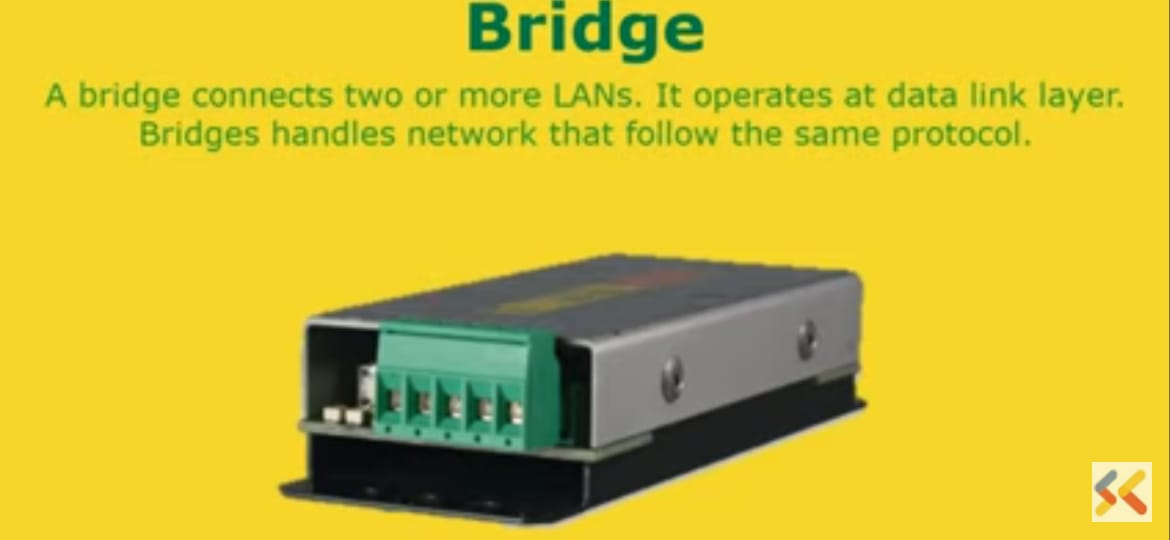 Bridge
A bridge connects two or more LANs. It operates at data link layer.
Bridges handles network that follow the same protocol.